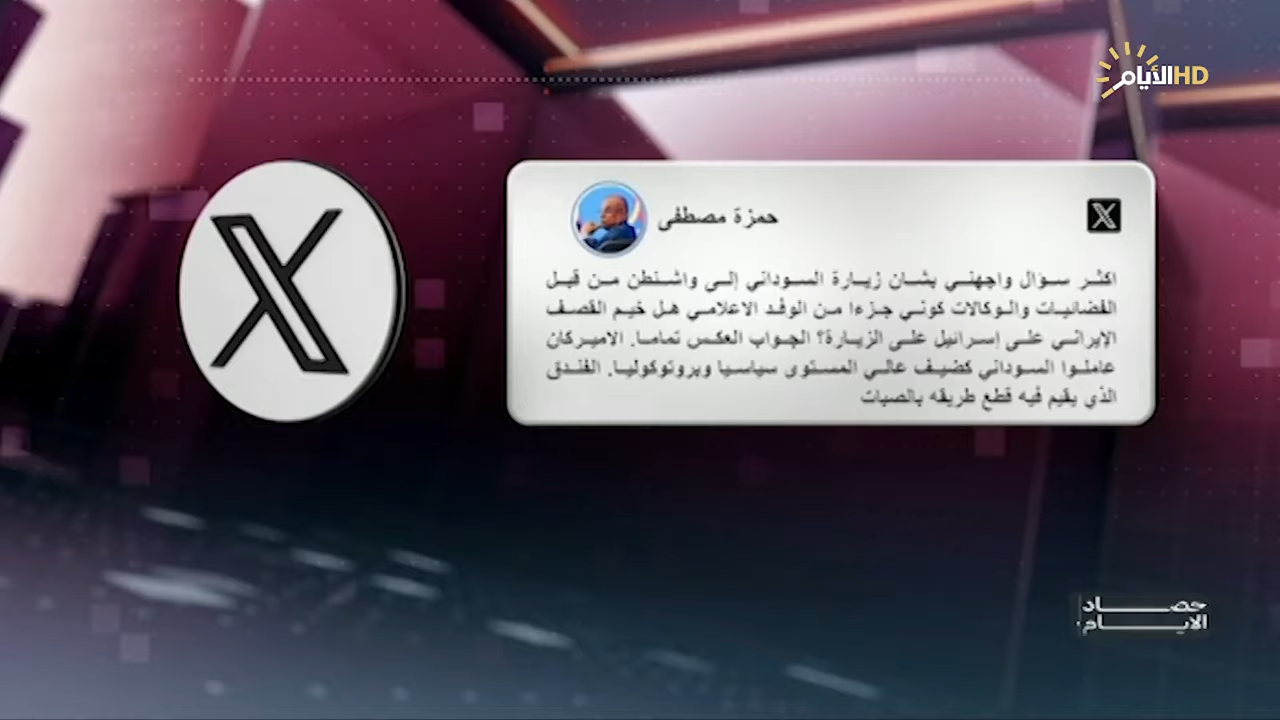 الأيام HD
حمزة مصطفى
اكثر سؤال واجهني بشان زيارة السوداني إلى واشنطن من قبل
الفضائيات والوكالات كوني جزءا من الوفد الاعلامي هل خيم القصف
الإيراني على إسرائيل على الزيارة؟ الجواب العكس تماما. الاميركان
عاملوا السوداني كضيف عالي المستوى سياسيا وبروتوكوليا. الفندق
الذي يقيم فيه قطع طريقه بالصبات
حصاد
الايام